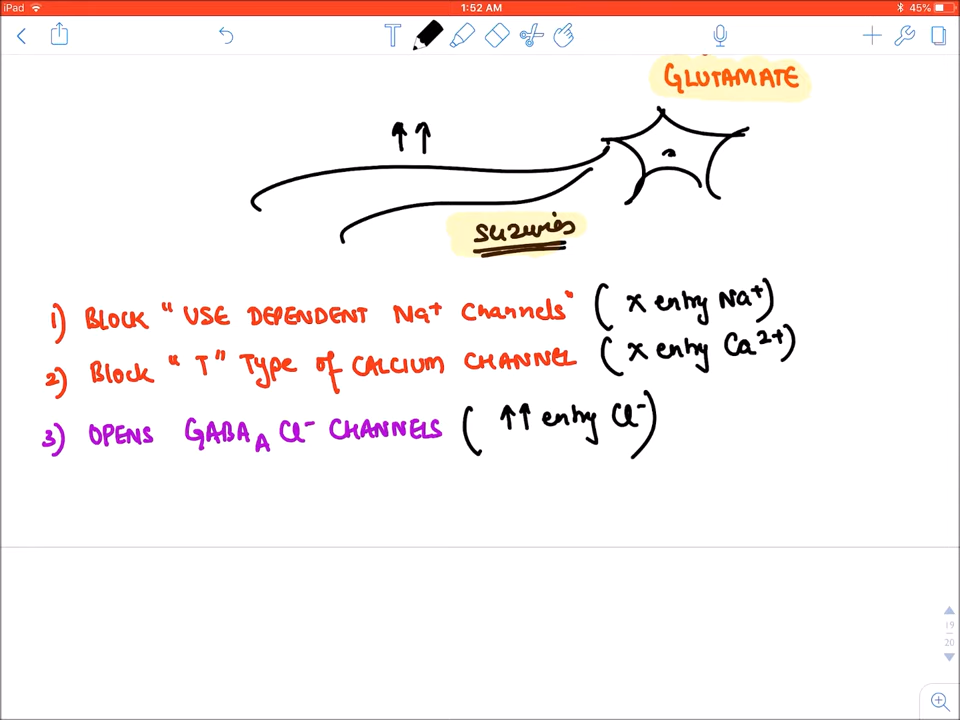 iPad 1:52 AM 45%
T
GLUTAMATE
↑↑
seizures
1) BLOCK "USE DEPENDENT Na+ Channels" (x entry Na+)
2) Block "T" Type of CALCIUM CHANNEL (x entry Ca2+)
3) OPENS GABAA Cl- CHANNELS (↑↑ entry Cl-)
19
20